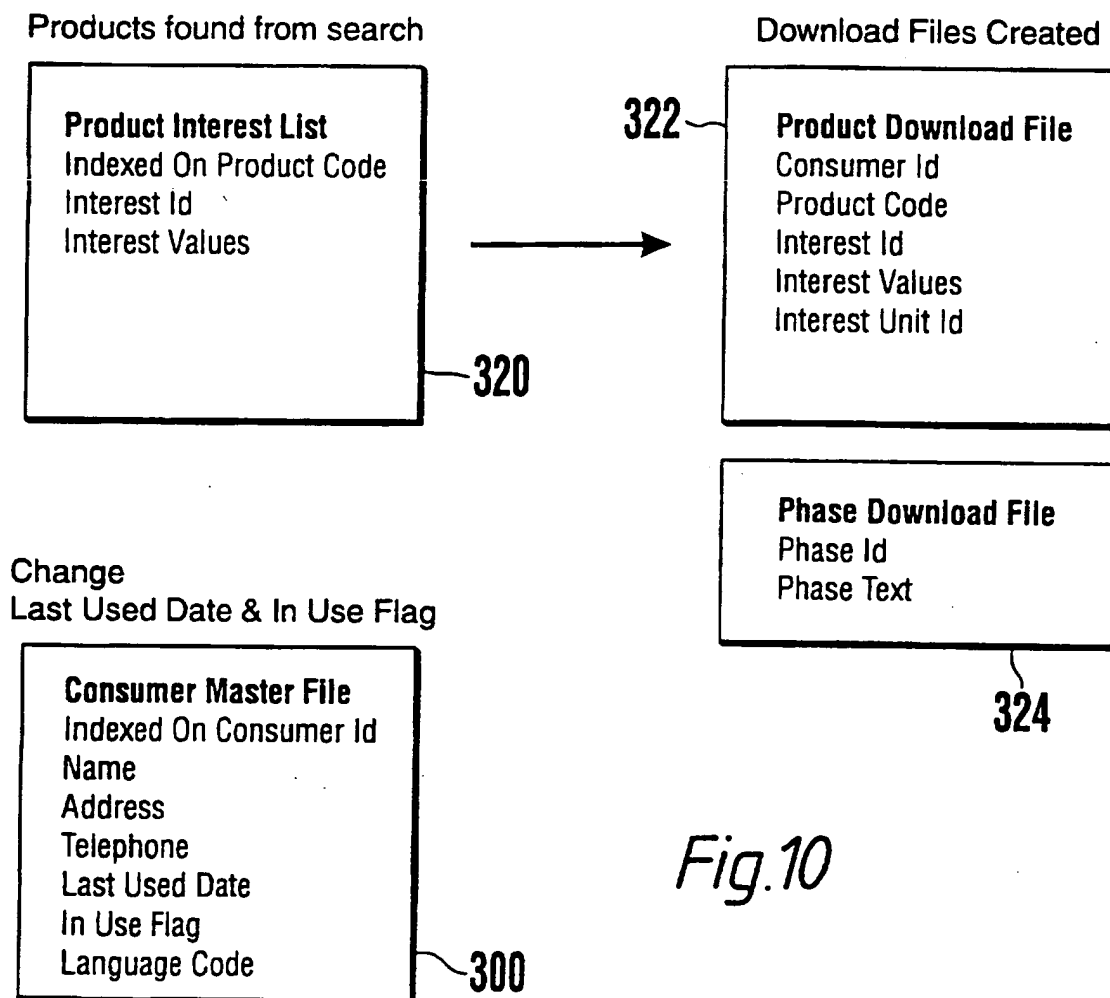 Products found from search
Product Interest List
Indexed On Product Code
Interest Id
Interest Values
320
Download Files Created
322
Product Download File
Consumer Id
Product Code
Interest Id
Interest Values
Interest Unit Id
Phase Download File
Phase Id
Phase Text
324
Change
Last Used Date & In Use Flag
Consumer Master File
Indexed On Consumer Id
Name
Address
Telephone
Last Used Date
In Use Flag
Language Code
300
Fig.10